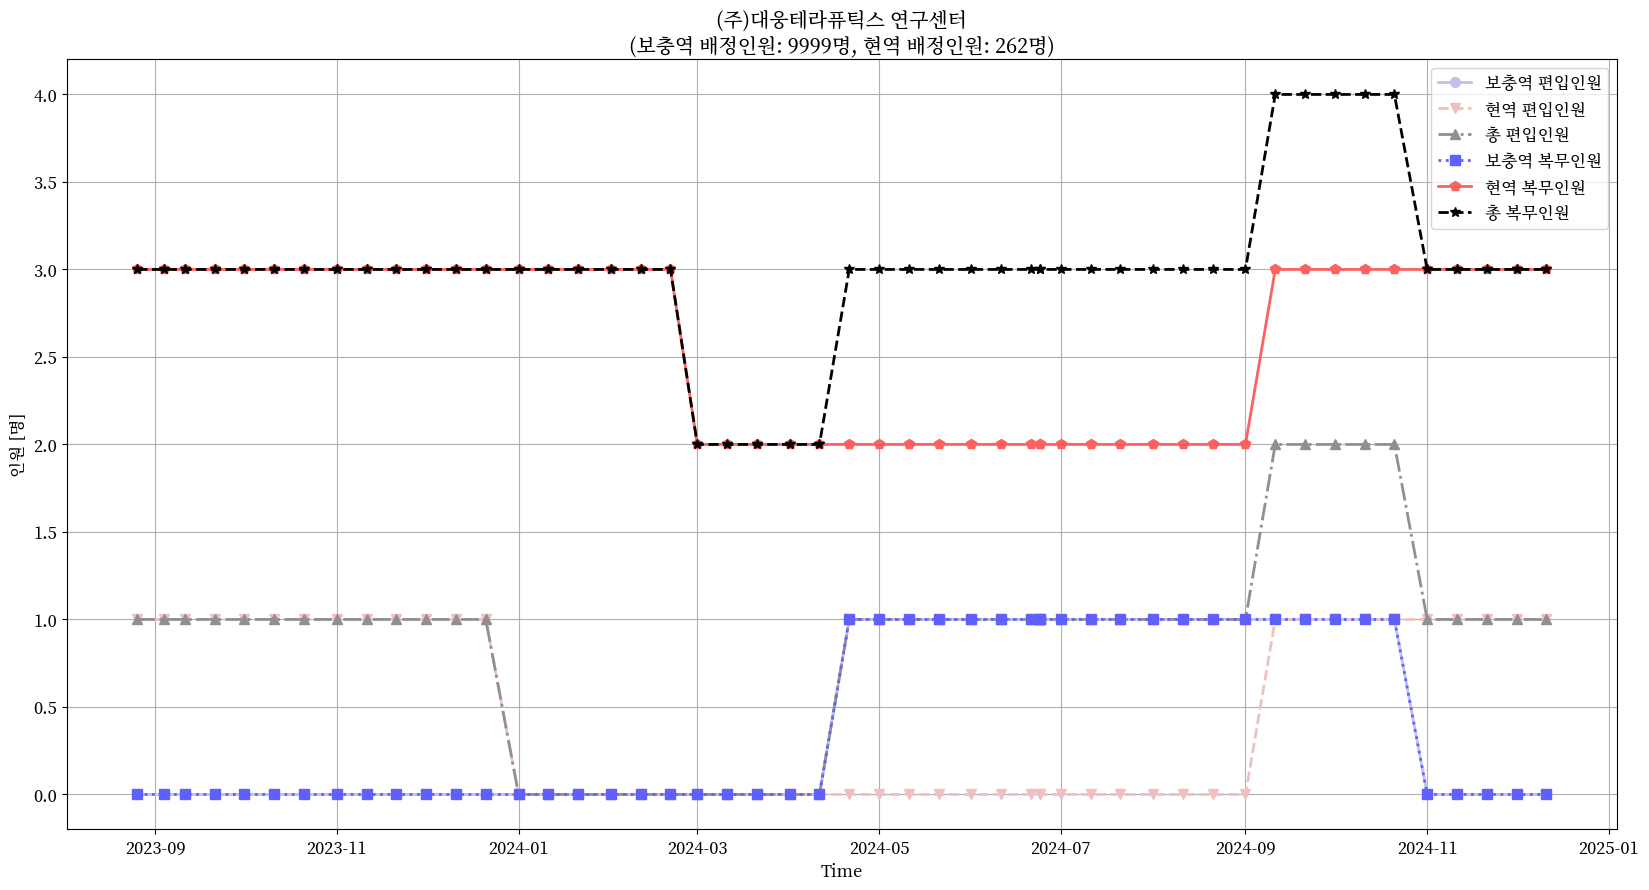 (주)대웅테라퓨틱스 연구센터
(보충역 배정인원: 9999명, 현역 배정인원: 262명)
보충역 편입인원
현역 편입인원
총 편입인원
보충역 복무인원
현역 복무인원
총 복무인원
인원 [명]
4.0
3.5
3.0
2.5
2.0
1.5
1.0
0.5
0.0
2023-09
2023-11
2024-01
2024-03
2024-05
2024-07
2024-09
2024-11
2025-01
Time